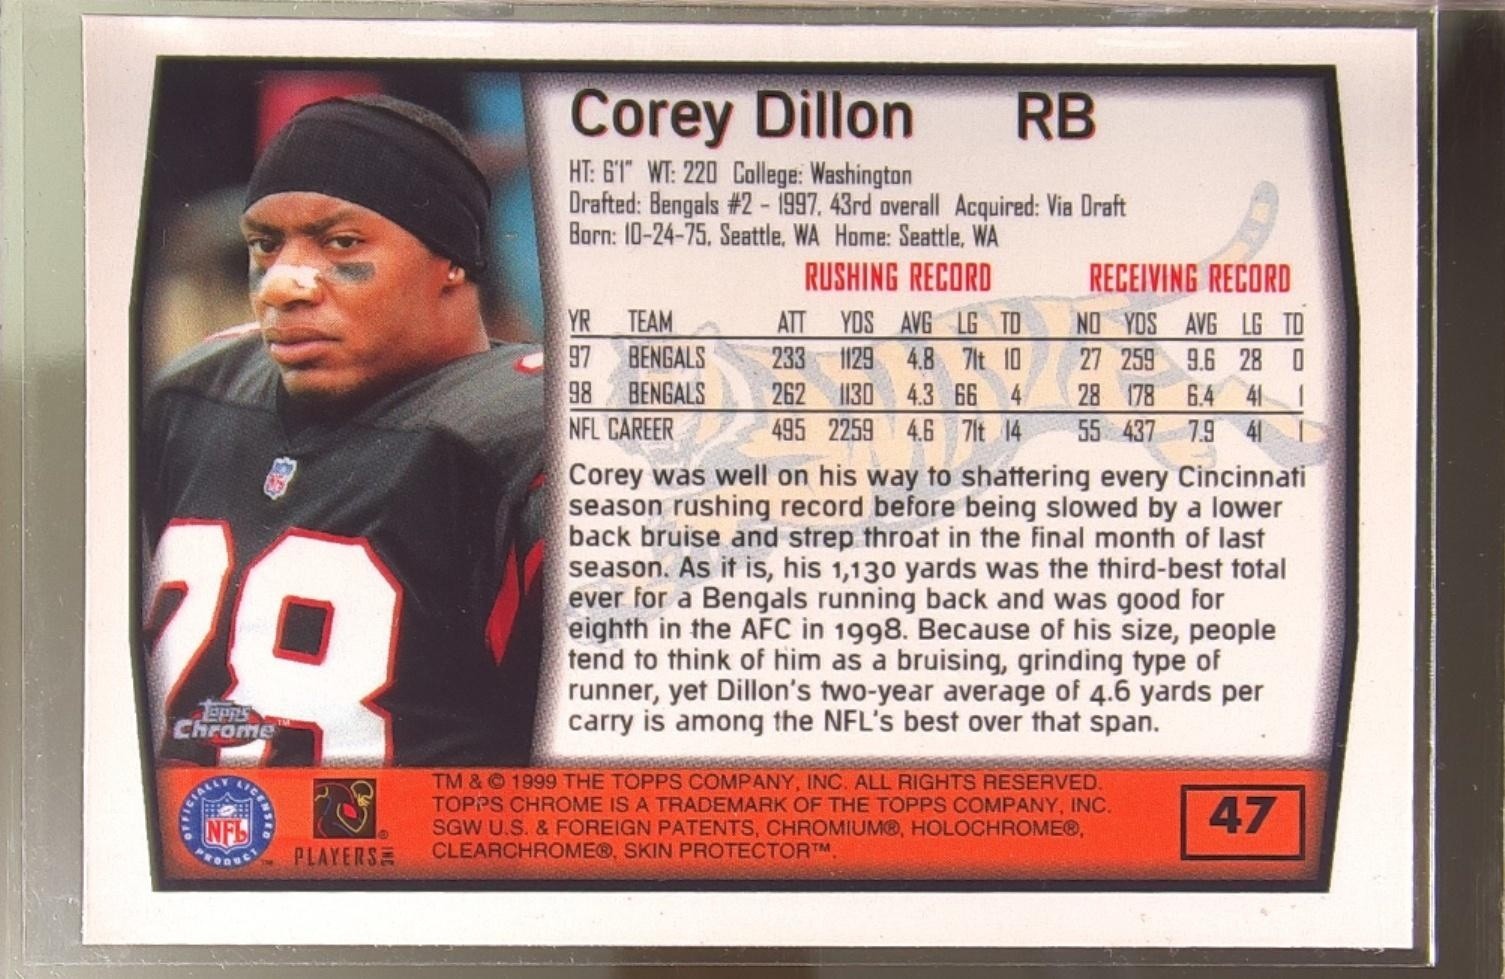 Corey Dillon RB
HT: 6'1" WT: 220 College: Washington
Drafted: Bengals #2 - 1997, 43rd overall Acquired: Via Draft
Born: 10-24-75, Seattle, WA Home: Seattle, WA
RUSHING RECORD RECEIVING RECORD
YR TEAM ATT YDS AVG LG TD NO YDS AVG LG TD
97 BENGALS 233 1129 4.8 71t 10 27 259 9.6 28 0
98 BENGALS 262 1130 4.3 66 4 28 178 6.4 41 1
NFL CAREER 495 2259 4.6 71t 14 55 437 7.9 41 1
Corey was well on his way to shattering every Cincinnati
season rushing record before being slowed by a lower
back bruise and strep throat in the final month of last
season. As it is, his 1,130 yards was the third-best total
ever for a Bengals running back and was good for
eighth in the AFC in 1998. Because of his size, people
tend to think of him as a bruising, grinding type of
runner, yet Dillon's two-year average of 4.6 yards per
carry is among the NFL's best over that span.
NFL
28
Topps
Chrome™
OFFICIALLY LICENSED
NFL
PRODUCT ™
PLAYERS INC ®
TM & © 1999 THE TOPPS COMPANY, INC. ALL RIGHTS RESERVED.
TOPPS CHROME IS A TRADEMARK OF THE TOPPS COMPANY, INC.
SGW U.S. & FOREIGN PATENTS, CHROMIUM®, HOLOCHROME®,
CLEARCHROME®, SKIN PROTECTOR™.
47